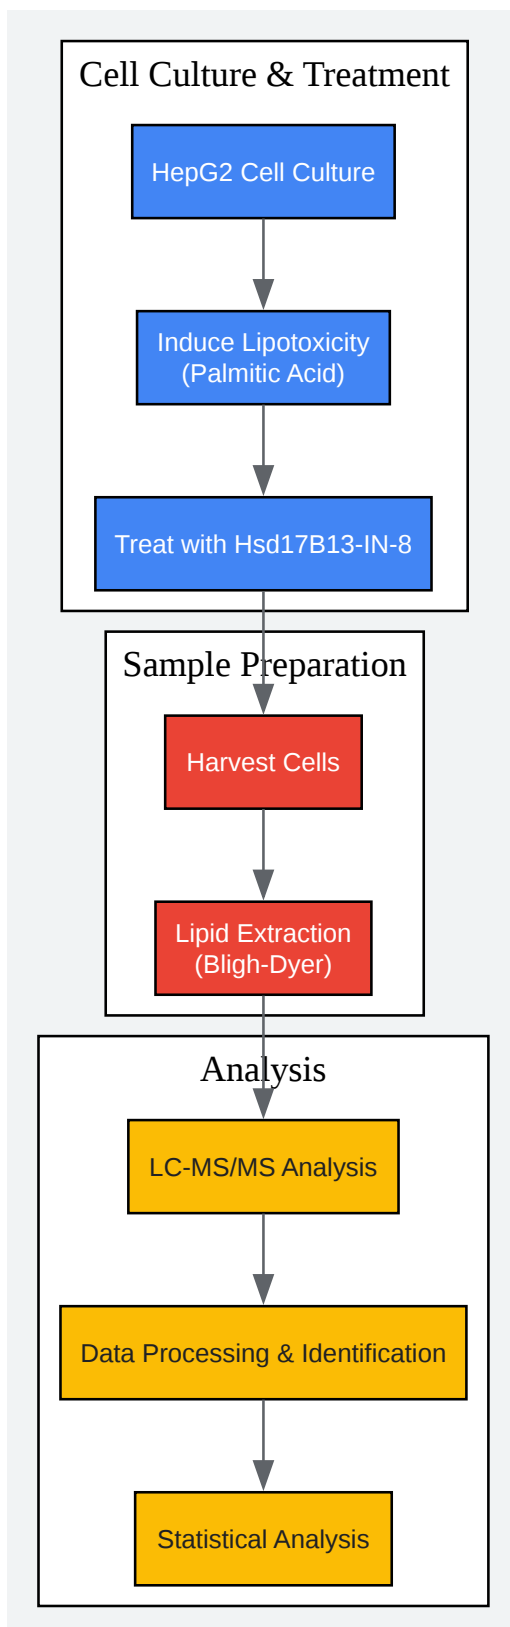 Cell Culture & Treatment
HepG2 Cell Culture
Induce Lipotoxicity
(Palmitic Acid)
Treat with Hsd17B13-IN-8
Sample Preparation
Harvest Cells
Lipid Extraction
(Bligh-Dyer)
Analysis
LC-MS/MS Analysis
Data Processing & Identification
Statistical Analysis